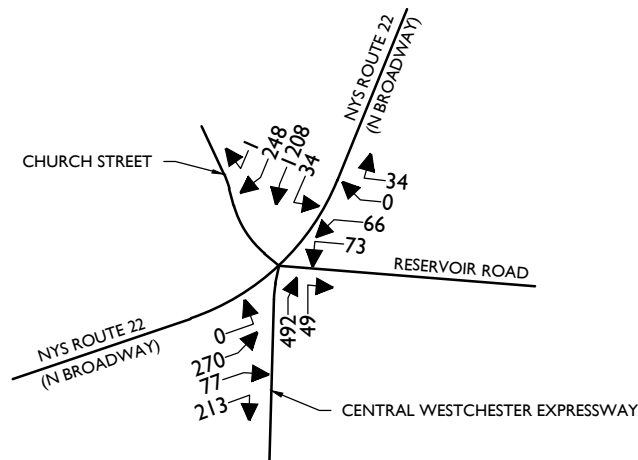 NYS ROUTE 22
(N BROADWAY)
CHURCH STREET
1
248
1208
34
34
0
66
73
RESERVOIR ROAD
NYS ROUTE 22
(N BROADWAY)
0
270
77
213
492
49
CENTRAL WESTCHESTER EXPRESSWAY